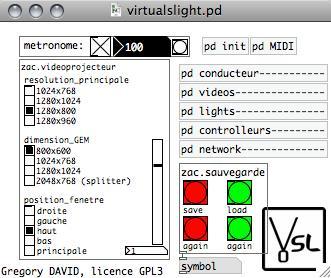 virtualslight.pd
metronome: 100
pd init pd MIDI
zac.videoprojecteur
resolution_principale
1024x768
1280x1024
1280x800
1280x960
dimension_GEM
800x600
1024x768
1280x1024
2048x768 (splitter)
position_fenetre
droite
gauche
haut
bas
principale
1
pd conducteur--------------
pd videos------------------
pd lights------------------
pd controlleurs------------
pd network-----------------
zac.sauvegarde
save load
again again
symbol
VSL
Gregory DAVID, licence GPL3